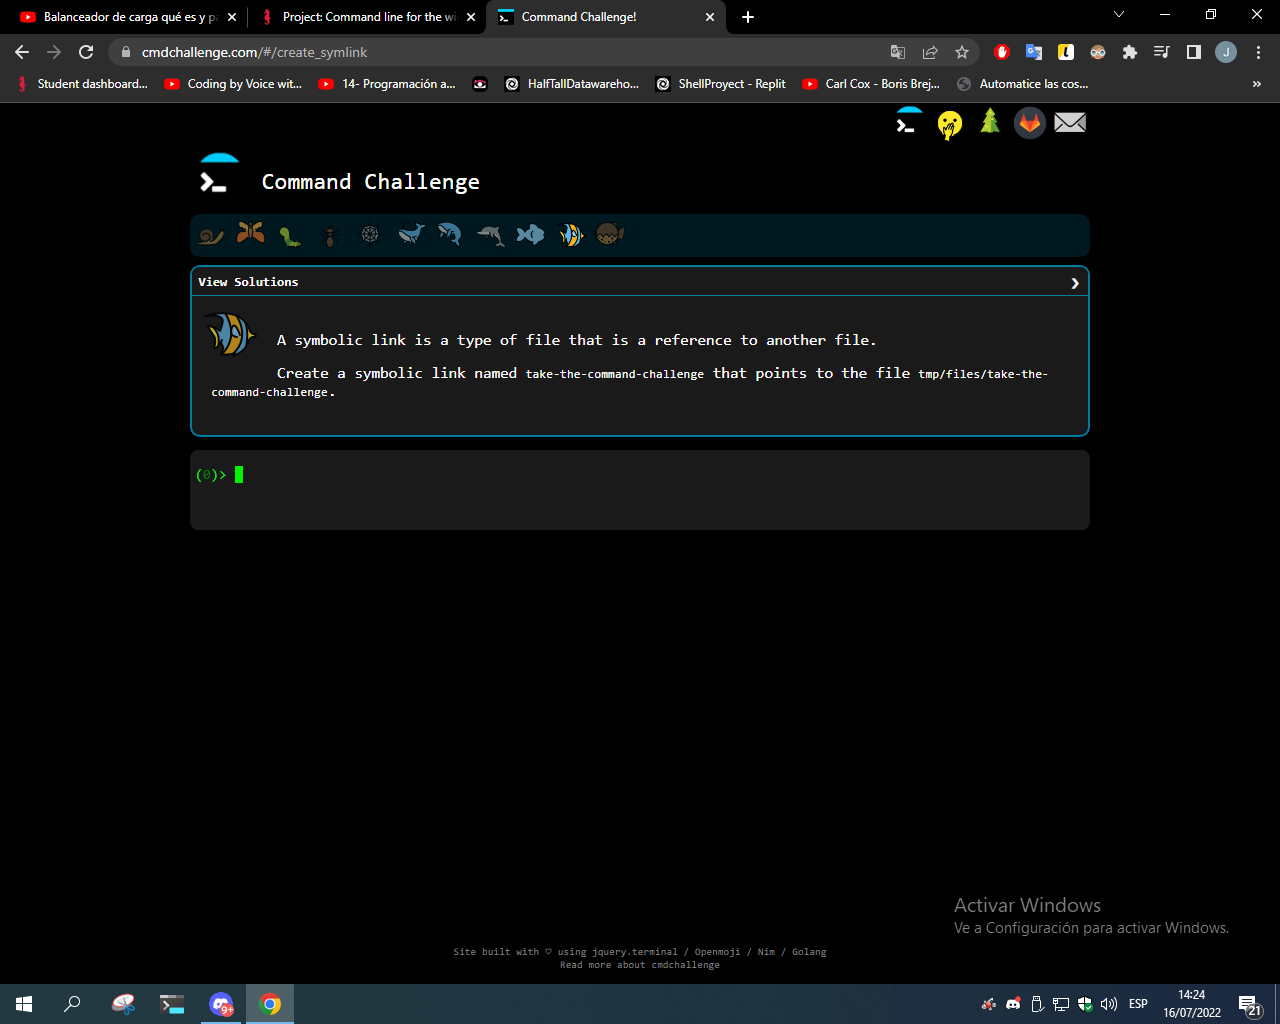 Balanceador de carga qué es y pa
Project: Command line for the wi
Command Challenge!
cmdchallenge.com/#/create_symlink
J
Student dashboard...
Coding by Voice wit...
14- Programación a...
HalfTallDatawareho...
ShellProyect - Replit
Carl Cox - Boris Brej...
Automatice las cos...
»
Command Challenge
View Solutions
A symbolic link is a type of file that is a reference to another file.
Create a symbolic link named take-the-command-challenge that points to the file tmp/files/take-the-
command-challenge.
(0)>
Activar Windows
Ve a Configuración para activar Windows.
Site built with ♡ using jquery.terminal / Openmoji / Nim / Golang
Read more about cmdchallenge
9+
ESP
14:24
16/07/2022
21